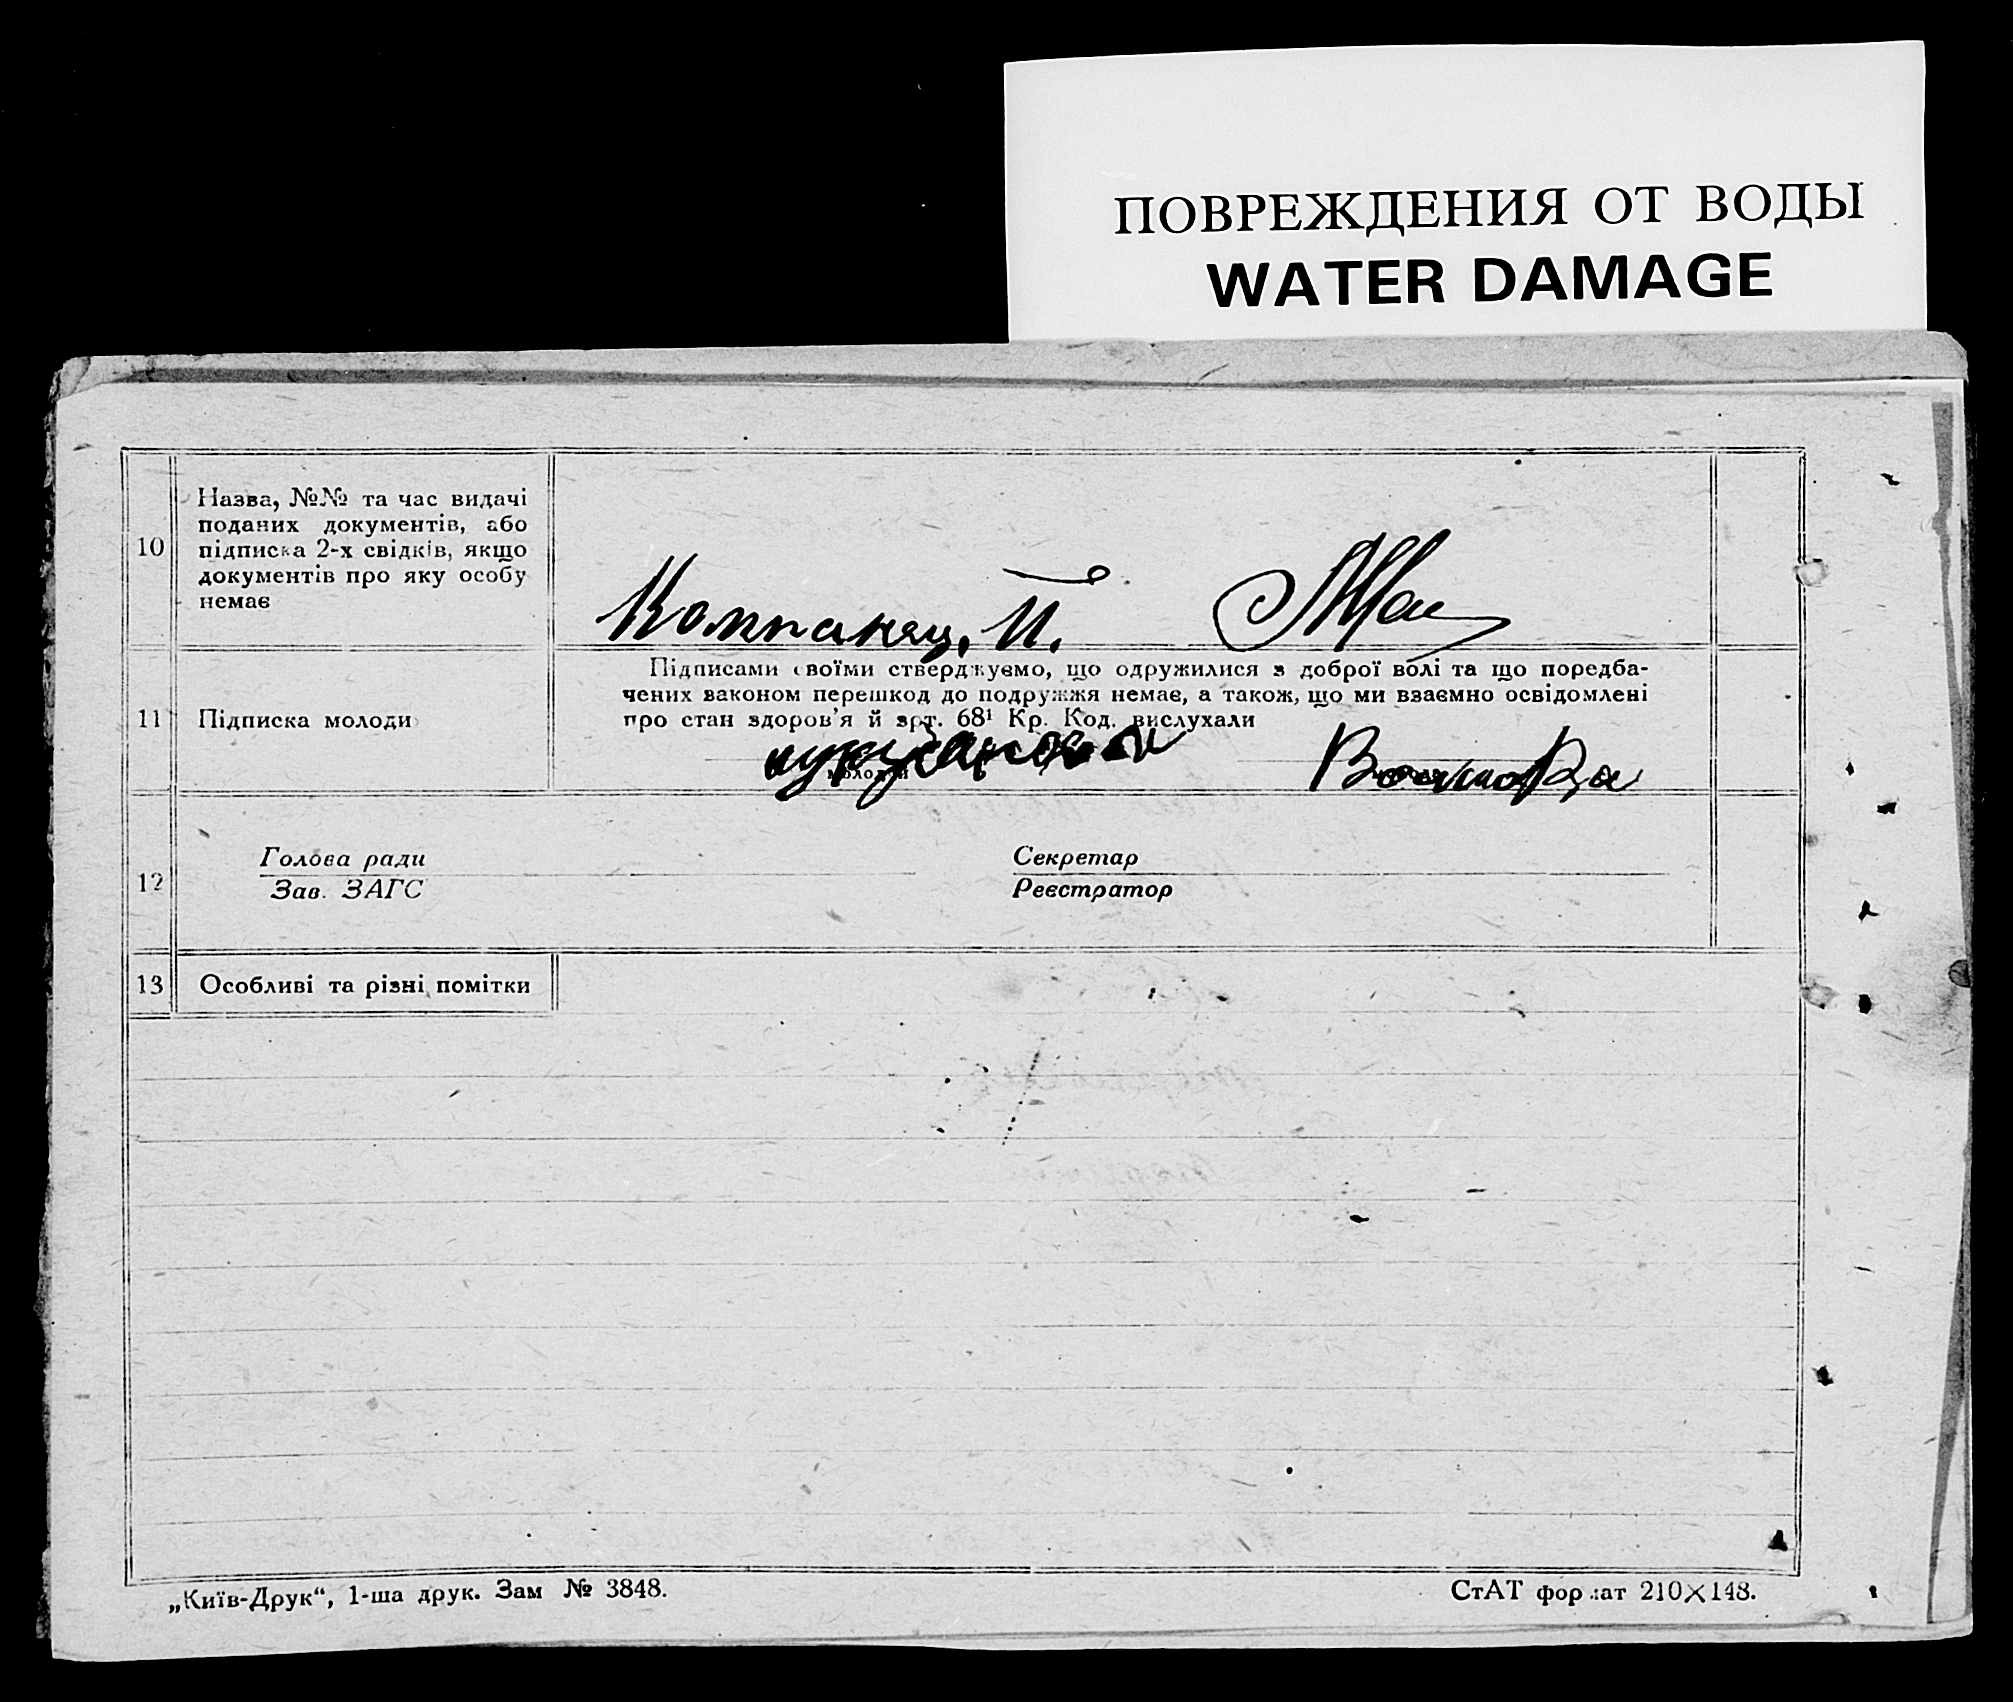 ПОВРЕЖДЕНИЯ ОТ ВОДЫ
WATER DAMAGE
10
Назва, №№ та час видачі
поданих документів, або
підписка 2-х свідків, якщо
документів про яку особу
немає
Компанец, П.
11
Підписка молоди
Підписами своїми стверджуємо, що одружилися з доброї волі та що поредба-
чених законом перешкод до подружжя немає, а також, що ми взаємно освідомлені
про стан здоров'я й арт. 68¹ Кр. Код. вислухали
12
Голова ради
Зав. ЗАГС
Секретар
Реєстратор
13
Особливі та різні помітки
„Київ-Друк“, 1-ша друк. Зам № 3848.
СтАТ формат 210×148.